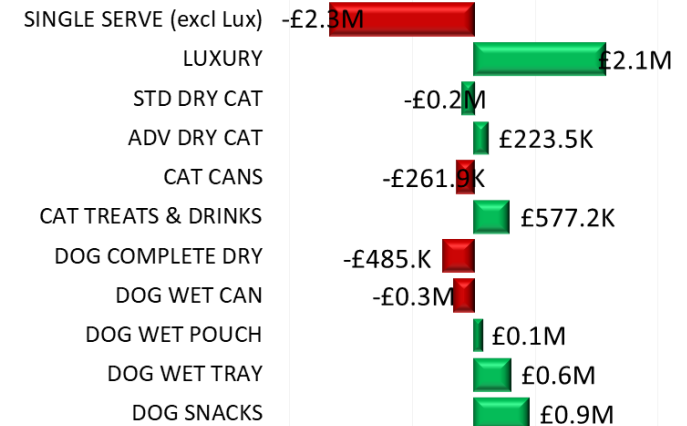 SINGLE SERVE (excl Lux) -£2.3M
LUXURY £2.1M
STD DRY CAT -£0.2M
ADV DRY CAT £223.5K
CAT CANS -£261.9K
CAT TREATS & DRINKS £577.2K
DOG COMPLETE DRY -£485.K
DOG WET CAN -£0.3M
DOG WET POUCH £0.1M
DOG WET TRAY £0.6M
DOG SNACKS £0.9M